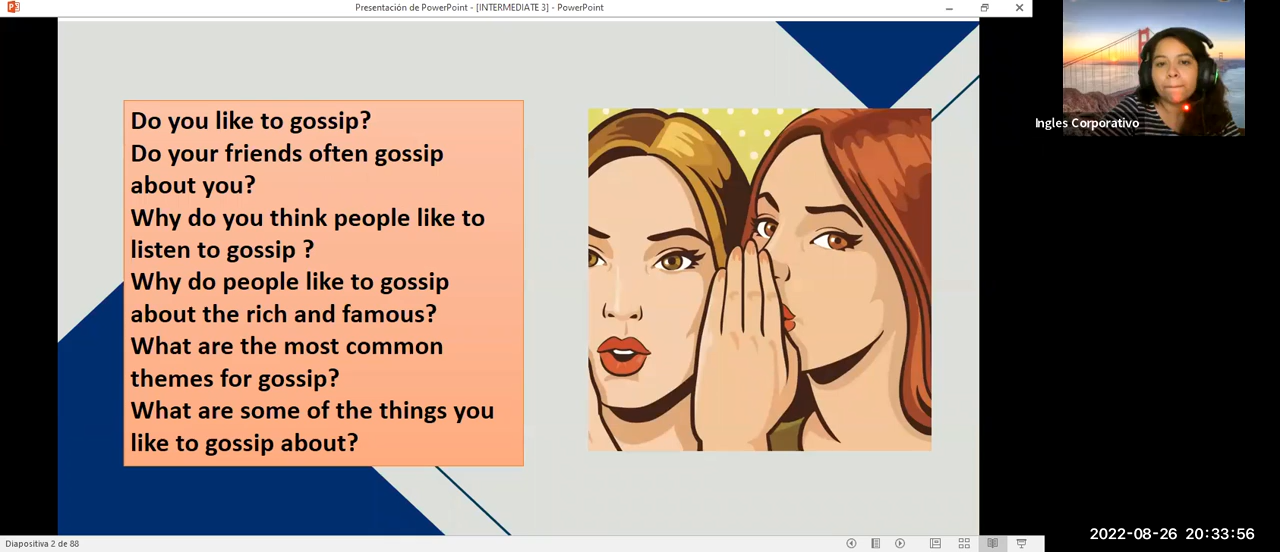 Presentación de PowerPoint - [INTERMEDIATE 3] - PowerPoint
Do you like to gossip?
Do your friends often gossip
about you?
Why do you think people like to
listen to gossip ?
Why do people like to gossip
about the rich and famous?
What are the most common
themes for gossip?
What are some of the things you
like to gossip about?
Ingles Corporativo
Diapositiva 2 de 88
2022-08-26 20:33:56